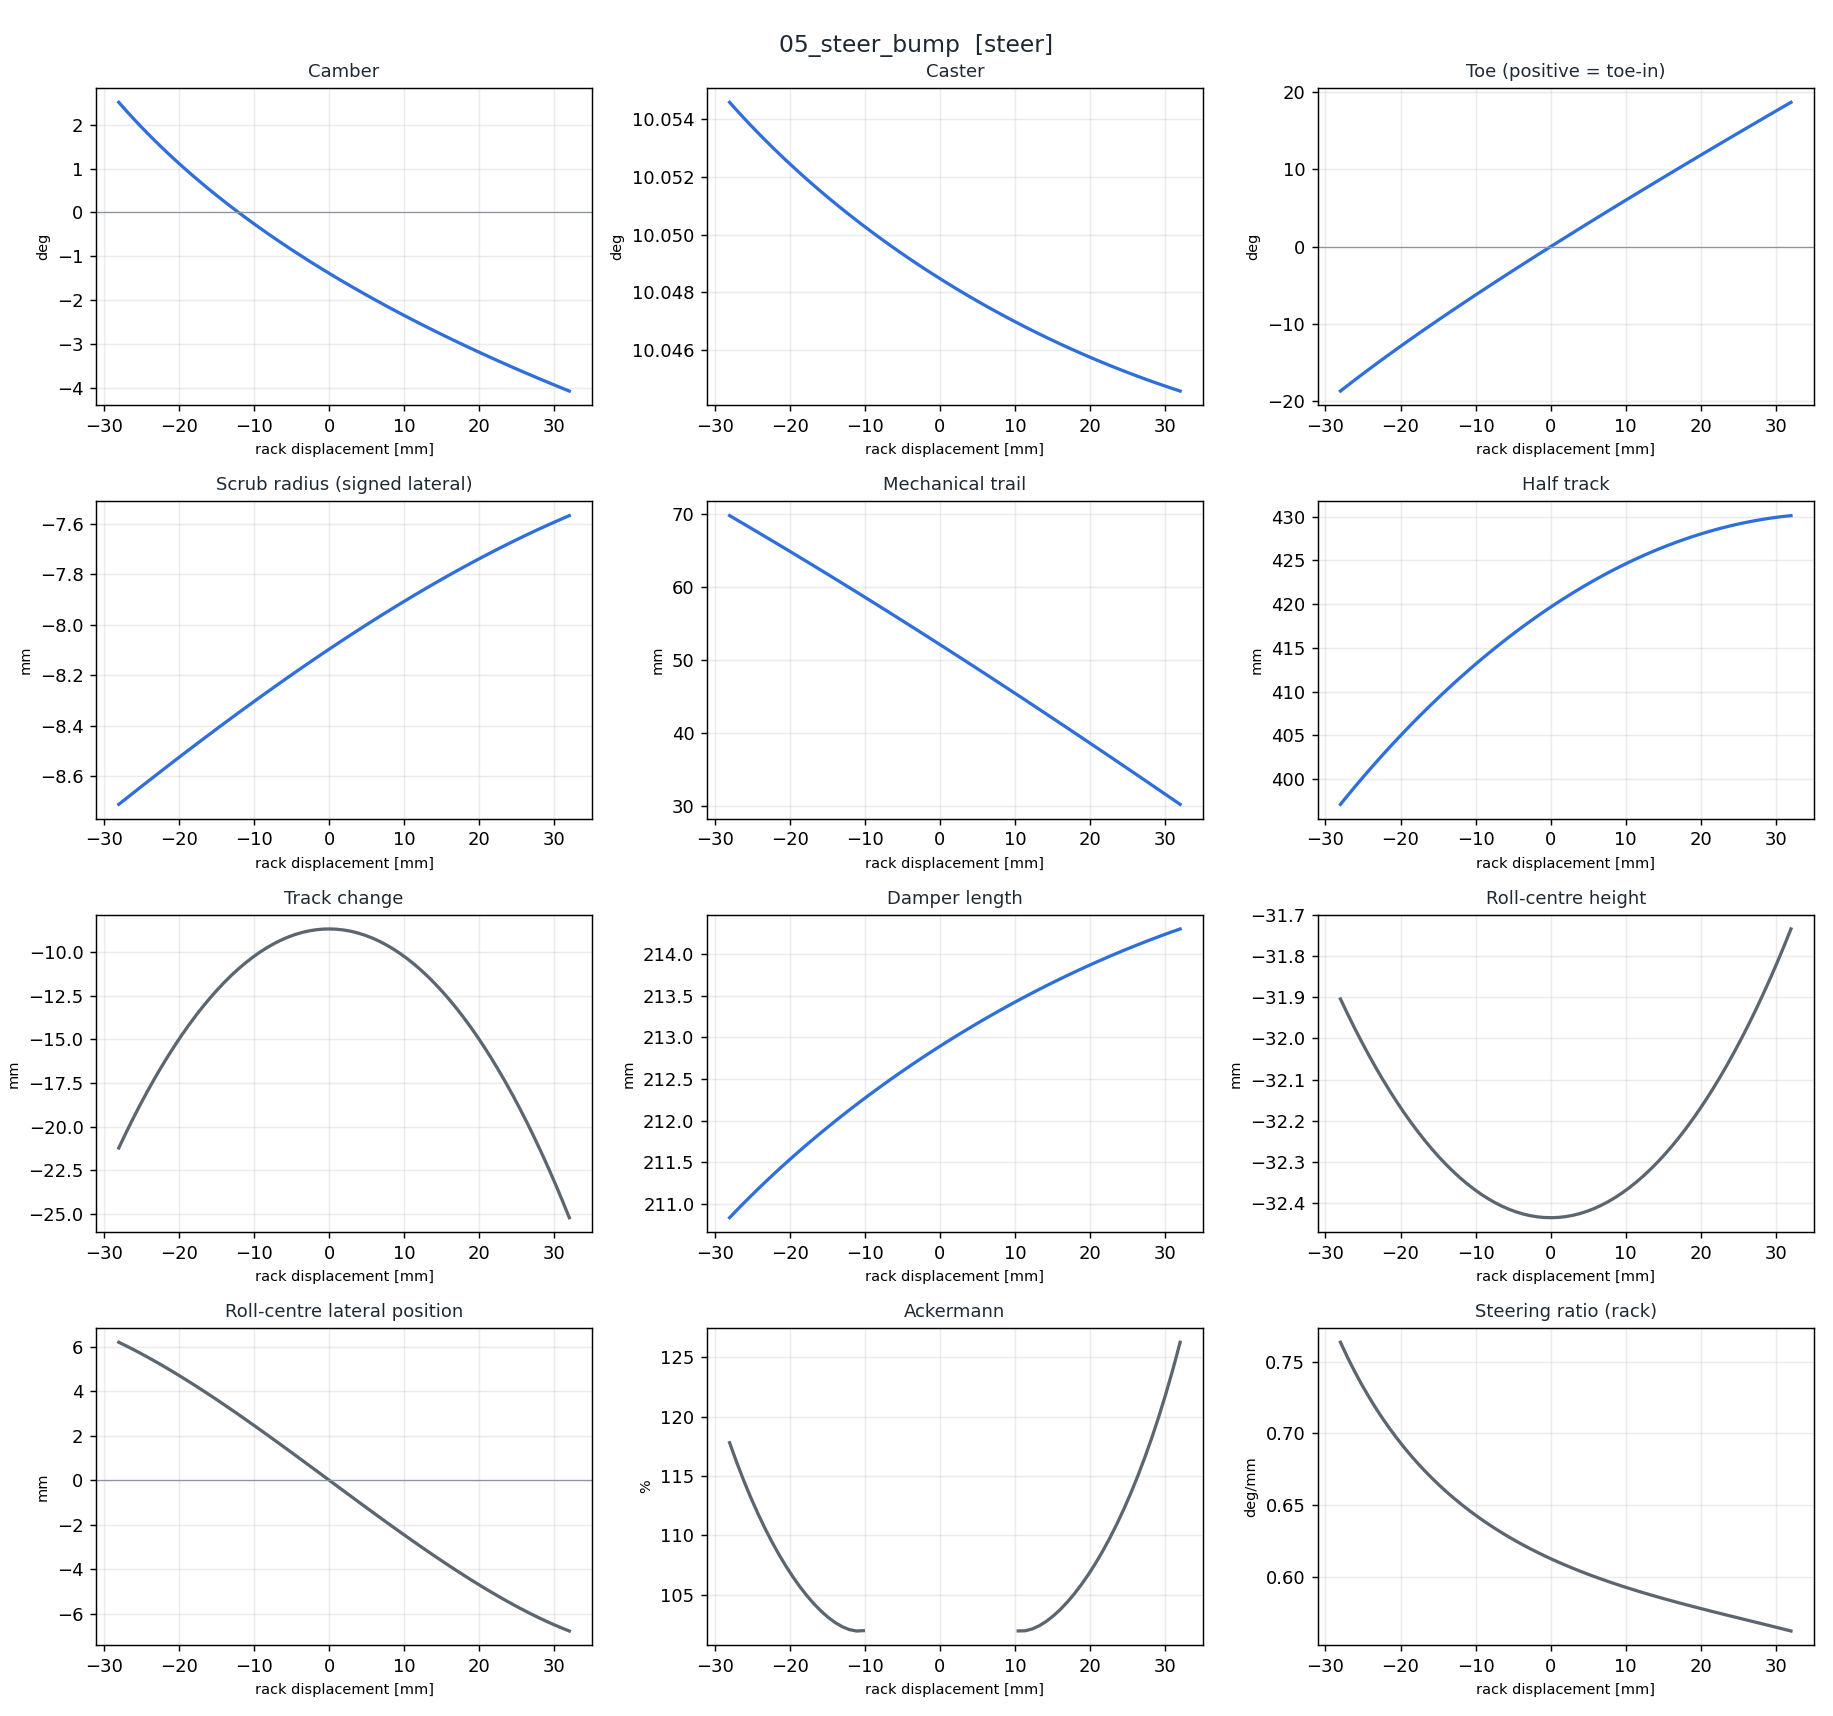 05_steer_bump  [steer]
Camber
Caster
Toe (positive = toe-in)
2
1
0
−1
−2
−3
−4
deg
−30 −20 −10 0 10 20 30
rack displacement [mm]
10.054
10.052
10.050
10.048
10.046
deg
−30 −20 −10 0 10 20 30
rack displacement [mm]
20
10
0
−10
−20
deg
−30 −20 −10 0 10 20 30
rack displacement [mm]
Scrub radius (signed lateral)
Mechanical trail
Half track
−7.6
−7.8
−8.0
−8.2
−8.4
−8.6
mm
−30 −20 −10 0 10 20 30
rack displacement [mm]
70
60
50
40
30
mm
−30 −20 −10 0 10 20 30
rack displacement [mm]
430
425
420
415
410
405
400
mm
−30 −20 −10 0 10 20 30
rack displacement [mm]
Track change
Damper length
Roll-centre height
−10.0
−12.5
−15.0
−17.5
−20.0
−22.5
−25.0
mm
−30 −20 −10 0 10 20 30
rack displacement [mm]
214.0
213.5
213.0
212.5
212.0
211.5
211.0
mm
−30 −20 −10 0 10 20 30
rack displacement [mm]
−31.7
−31.8
−31.9
−32.0
−32.1
−32.2
−32.3
−32.4
mm
−30 −20 −10 0 10 20 30
rack displacement [mm]
Roll-centre lateral position
Ackermann
Steering ratio (rack)
6
4
2
0
−2
−4
−6
mm
−30 −20 −10 0 10 20 30
rack displacement [mm]
125
120
115
110
105
%
−30 −20 −10 0 10 20 30
rack displacement [mm]
0.75
0.70
0.65
0.60
deg/mm
−30 −20 −10 0 10 20 30
rack displacement [mm]